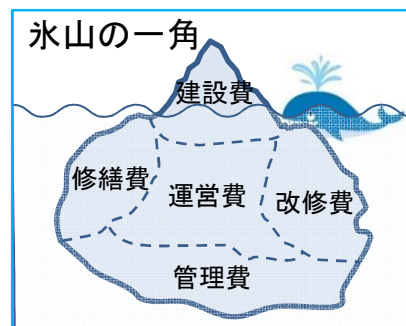 氷山の一角
建設費
修繕費
運営費
改修費
管理費